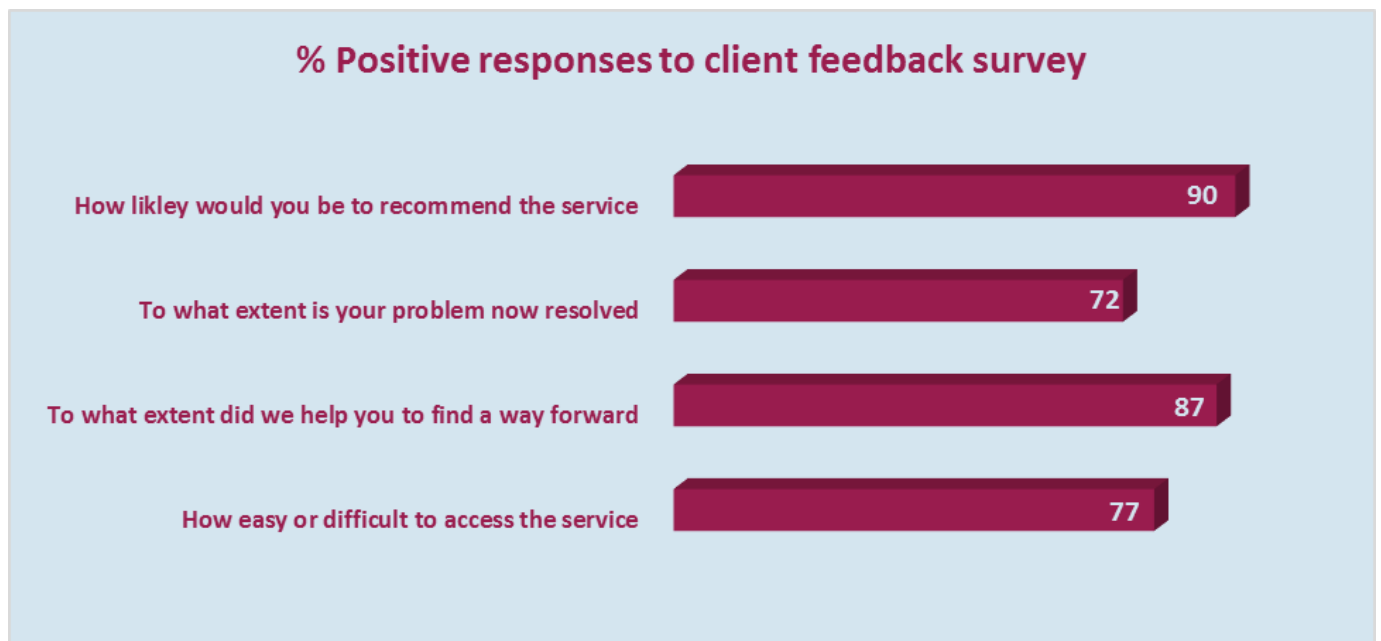 % Positive responses to client feedback survey
How likley would you be to recommend the service
90
To what extent is your problem now resolved
72
To what extent did we help you to find a way forward
87
How easy or difficult to access the service
77